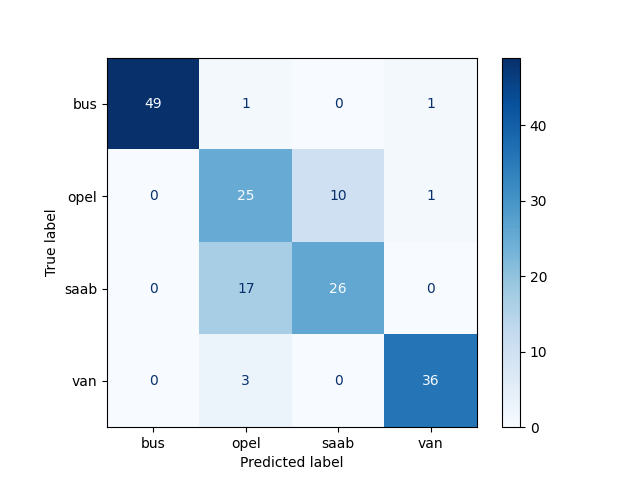 bus 49 1 0 1
opel 0 25 10 1
saab 0 17 26 0
van 0 3 0 36
bus opel saab van
Predicted label
True label
40
30
20
10
0